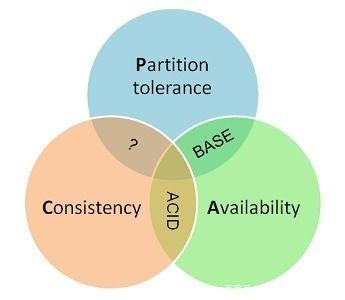 Partition
tolerance
?
BASE
Consistency
ACID
Availability